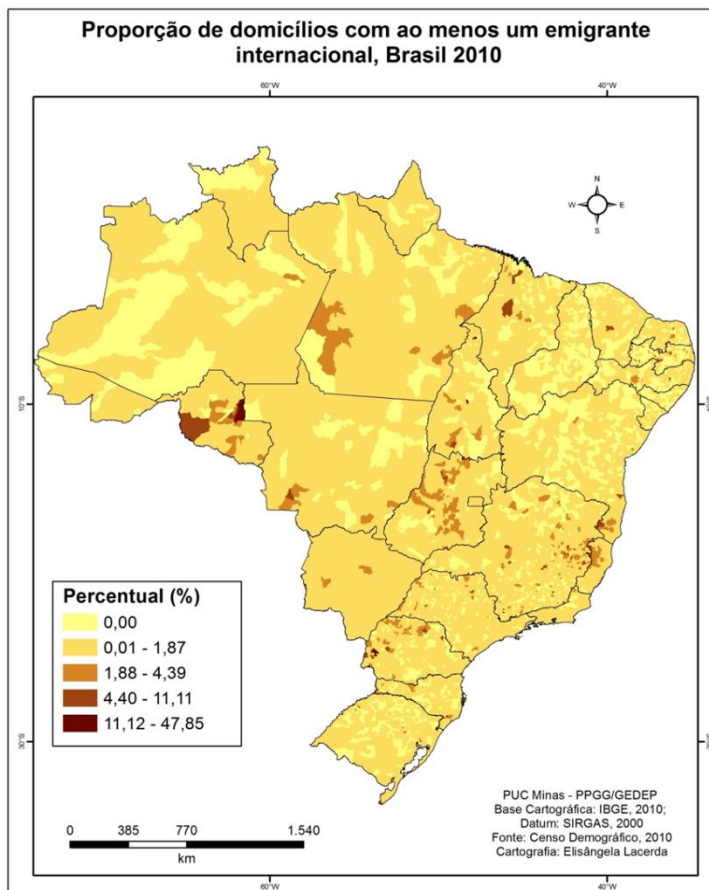 Proporção de domicílios com ao menos um emigrante
internacional, Brasil 2010
60°W
40°W
N
W
E
S
10°S
Percentual (%)
0,00
0,01 - 1,87
1,88 - 4,39
4,40 - 11,11
11,12 - 47,85
30°S
0 385 770 1.540
km
PUC Minas - PPGG/GEDEP
Base Cartográfica: IBGE, 2010;
Datum: SIRGAS, 2000
Fonte: Censo Demográfico, 2010
Cartografia: Elisângela Lacerda
60°W
40°W